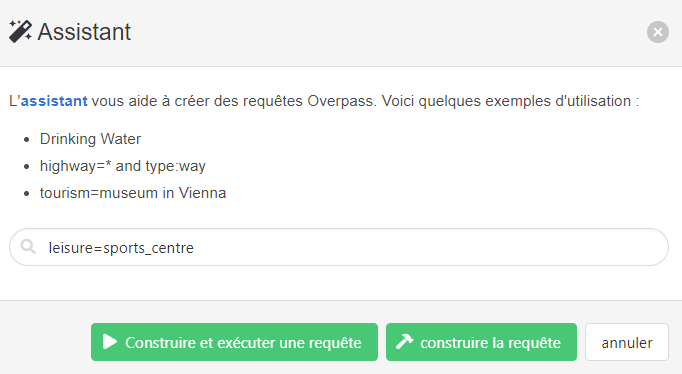 Assistant
L'assistant vous aide à créer des requêtes Overpass. Voici quelques exemples d'utilisation :
• Drinking Water
• highway=* and type:way
• tourism=museum in Vienna
leisure=sports_centre
Construire et exécuter une requête
construire la requête
annuler